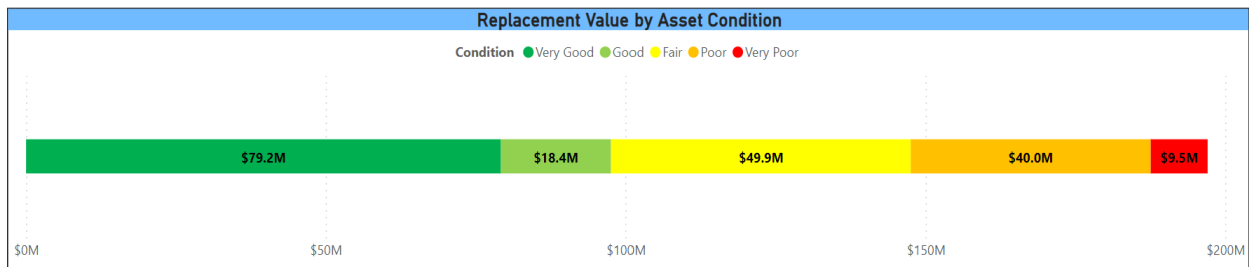 Replacement Value by Asset Condition
Condition Very Good Good Fair Poor Very Poor
$79.2M $18.4M $49.9M $40.0M $9.5M
$0M $50M $100M $150M $200M